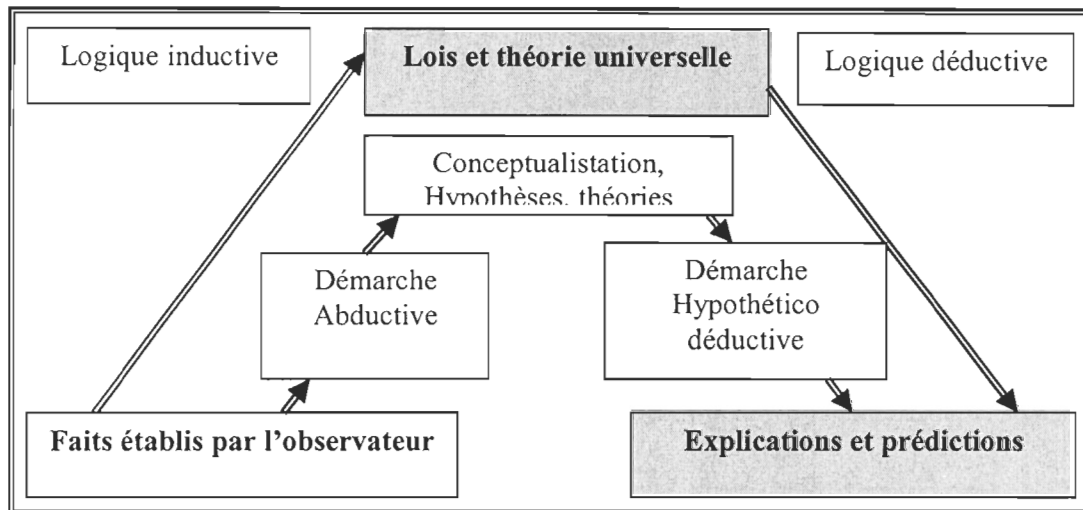 Logique inductive
Lois et théorie universelle
Logique déductive
Conceptualistation,
Hypothèses, théories
Démarche
Abductive
Démarche
Hypothético
déductive
Faits établis par l'observateur
Explications et prédictions